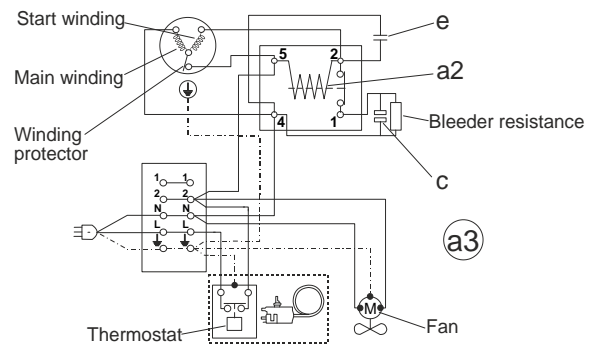 Start winding
e
5
2
a2
Main winding
Winding
protector
4
1
Bleeder resistance
c
1 1
2 2
N N
L L
a3
M
Thermostat
Fan